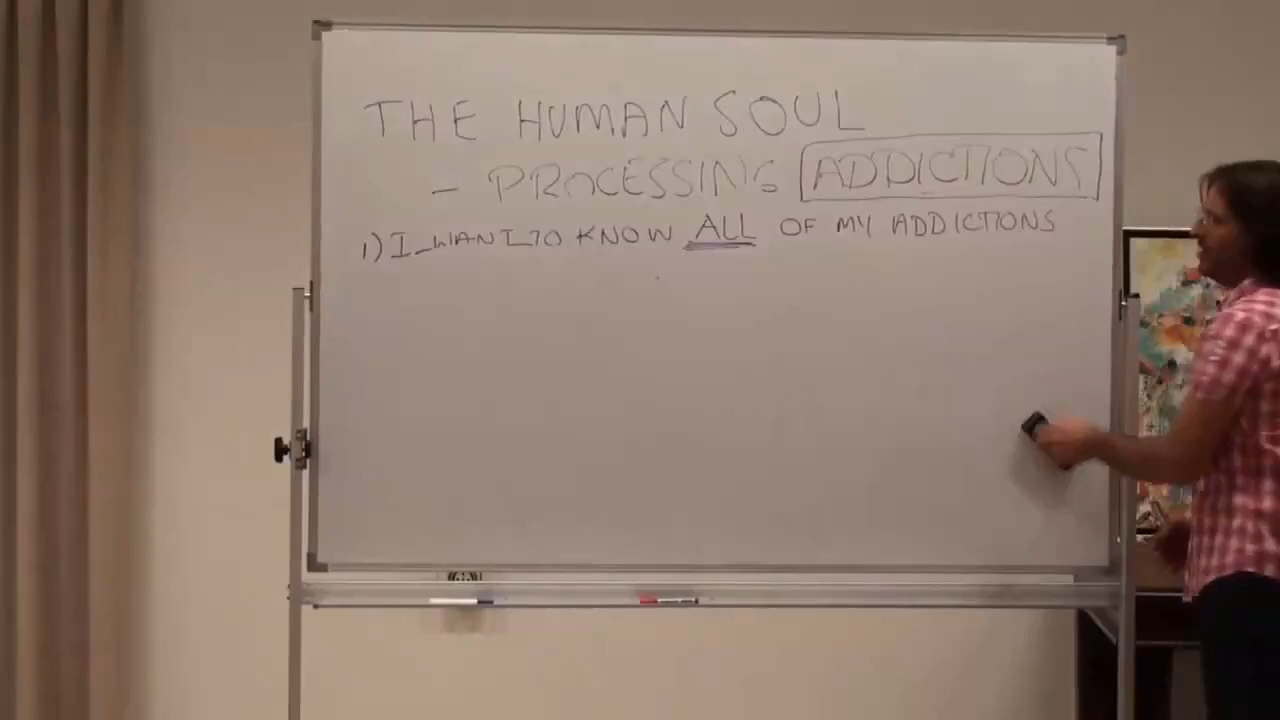 THE HUMAN SOUL
- PROCESSING ADDICTIONS
1) I WANT TO KNOW ALL OF MY ADDICTIONS